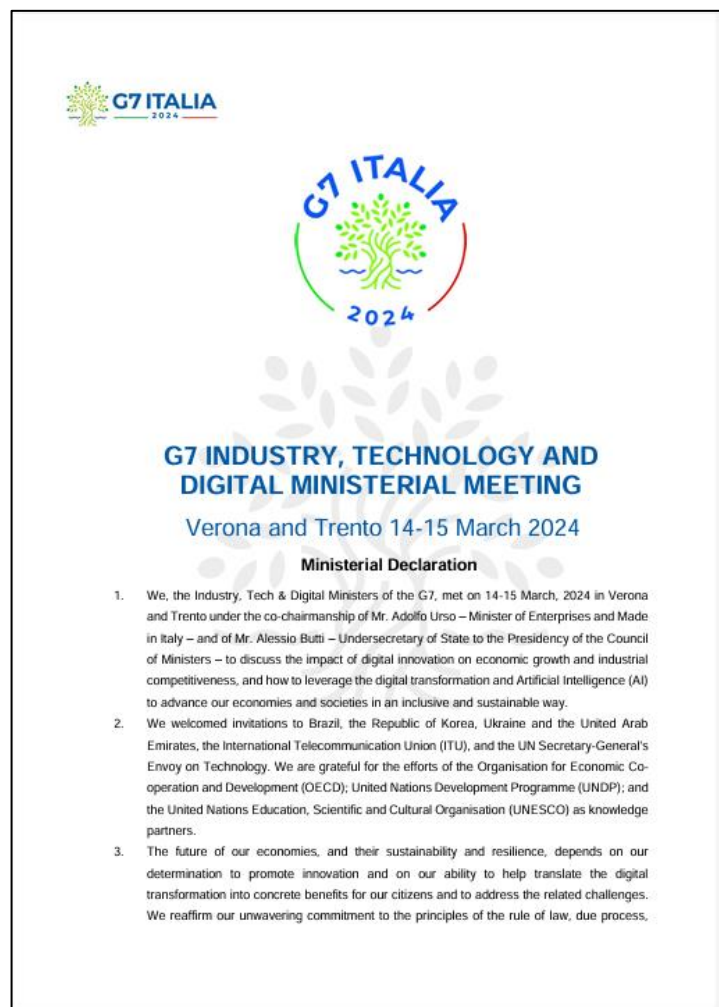 G7 ITALIA
2024
G7 ITALIA
2024
G7 INDUSTRY, TECHNOLOGY AND
DIGITAL MINISTERIAL MEETING
Verona and Trento 14-15 March 2024
Ministerial Declaration
1. We, the Industry, Tech & Digital Ministers of the G7, met on 14-15 March, 2024 in Verona
and Trento under the co-chairmanship of Mr. Adolfo Urso – Minister of Enterprises and Made
in Italy – and of Mr. Alessio Butti – Undersecretary of State to the Presidency of the Council
of Ministers – to discuss the impact of digital innovation on economic growth and industrial
competitiveness, and how to leverage the digital transformation and Artificial Intelligence (AI)
to advance our economies and societies in an inclusive and sustainable way.
2. We welcomed invitations to Brazil, the Republic of Korea, Ukraine and the United Arab
Emirates, the International Telecommunication Union (ITU), and the UN Secretary-General's
Envoy on Technology. We are grateful for the efforts of the Organisation for Economic Co-
operation and Development (OECD); United Nations Development Programme (UNDP); and
the United Nations Education, Scientific and Cultural Organisation (UNESCO) as knowledge
partners.
3. The future of our economies, and their sustainability and resilience, depends on our
determination to promote innovation and on our ability to help translate the digital
transformation into concrete benefits for our citizens and to address the related challenges.
We reaffirm our unwavering commitment to the principles of the rule of law, due process,